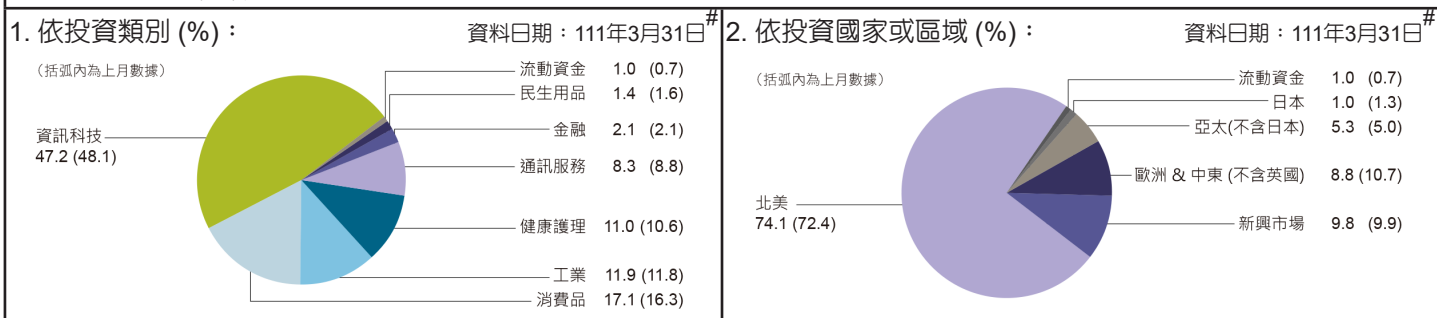 1. 依投資類別 (%)：
資料日期：111年3月31日#
（括弧內為上月數據）
流動資金 1.0 (0.7)
民生用品 1.4 (1.6)
金融 2.1 (2.1)
通訊服務 8.3 (8.8)
健康護理 11.0 (10.6)
工業 11.9 (11.8)
消費品 17.1 (16.3)
資訊科技
47.2 (48.1)
2. 依投資國家或區域 (%)：
資料日期：111年3月31日#
（括弧內為上月數據）
流動資金 1.0 (0.7)
日本 1.0 (1.3)
亞太(不含日本) 5.3 (5.0)
歐洲 & 中東 (不含英國) 8.8 (10.7)
新興市場 9.8 (9.9)
北美
74.1 (72.4)